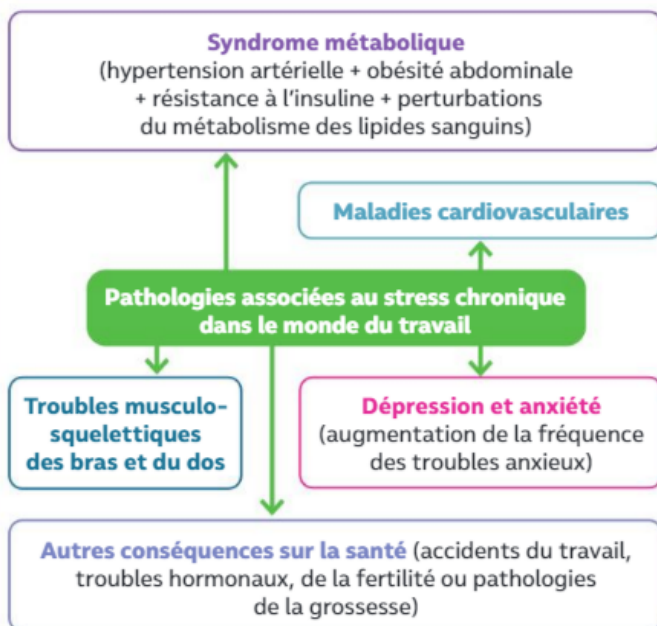 Syndrome métabolique
(hypertension artérielle + obésité abdominale
+ résistance à l'insuline + perturbations
du métabolisme des lipides sanguins)
Maladies cardiovasculaires
Pathologies associées au stress chronique
dans le monde du travail
Troubles musculo-
squelettiques
des bras et du dos
Dépression et anxiété
(augmentation de la fréquence
des troubles anxieux)
Autres conséquences sur la santé (accidents du travail,
troubles hormonaux, de la fertilité ou pathologies
de la grossesse)